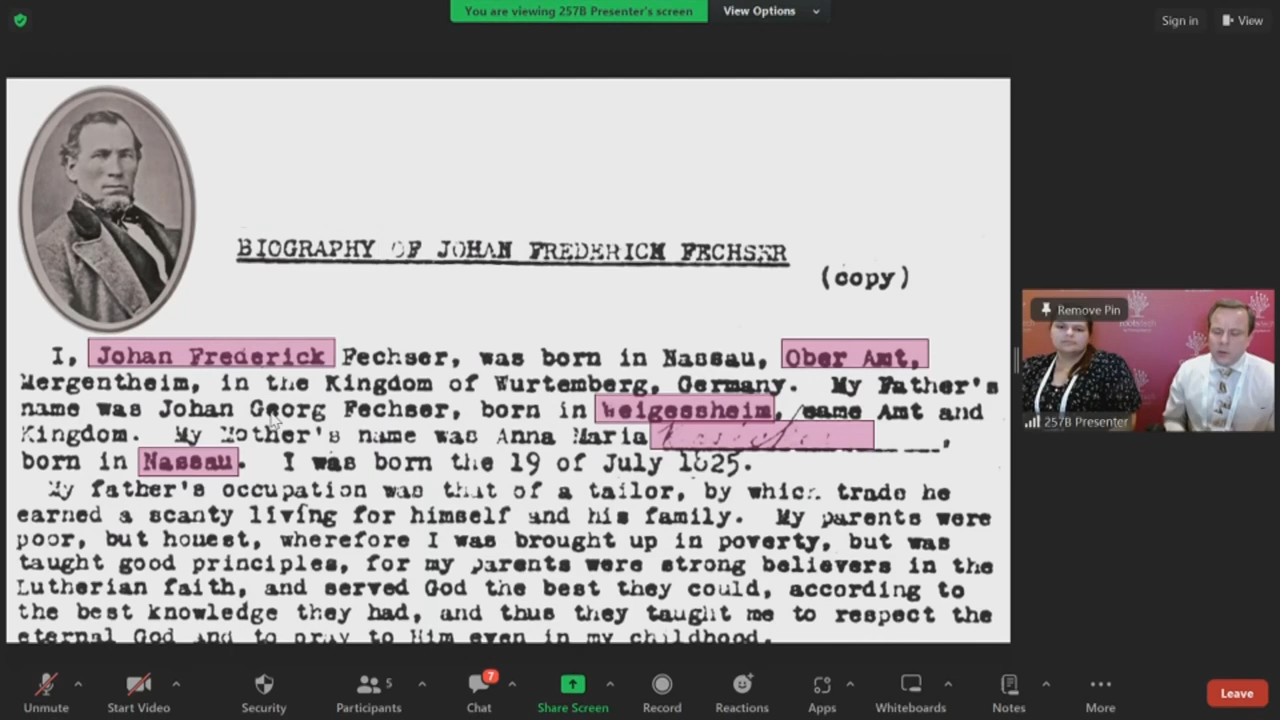 You are viewing 257B Presenter's screen
View Options
Sign in
View
BIOGRAPHY OF JOHAN FREDERICK FECHSER
(copy)
I, Johan Frederick Fechser, was born in Nassau, Ober Amt,
Mergentheim, in the Kingdom of Wurtemberg, Germany. My Father's
name was Johan Georg Fechser, born in Weigessheim, same Amt and
Kingdom. My Mother's name was Anna Maria
born in Nassau. I was born the 19 of July 1825.
My father's occupation was that of a tailor, by which trade he
earned a scanty living for himself and his family. My parents were
poor, but honest, wherefore I was brought up in poverty, but was
taught good principles, for my parents were strong believers in the
Lutherian faith, and served God the best they could, according to
the best knowledge they had, and thus they taught me to respect the
eternal God and to pray to Him even in my childhood.
Remove Pin
257B Presenter
Unmute
Start Video
Security
5
Participants
7
Chat
Share Screen
Record
Reactions
Apps
Whiteboards
Notes
More
Leave